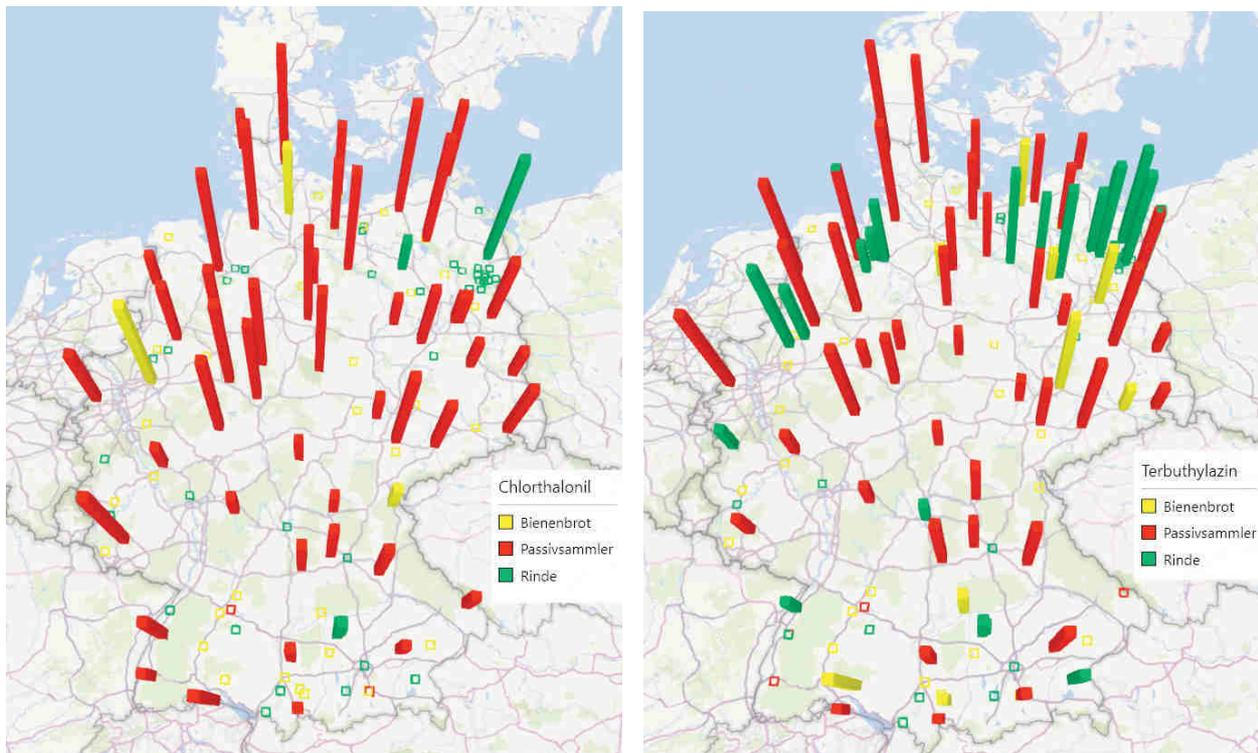 Chlorthalonil
Bienenbrot
Passivsammler
Rinde
Terbuthylazin
Bienenbrot
Passivsammler
Rinde